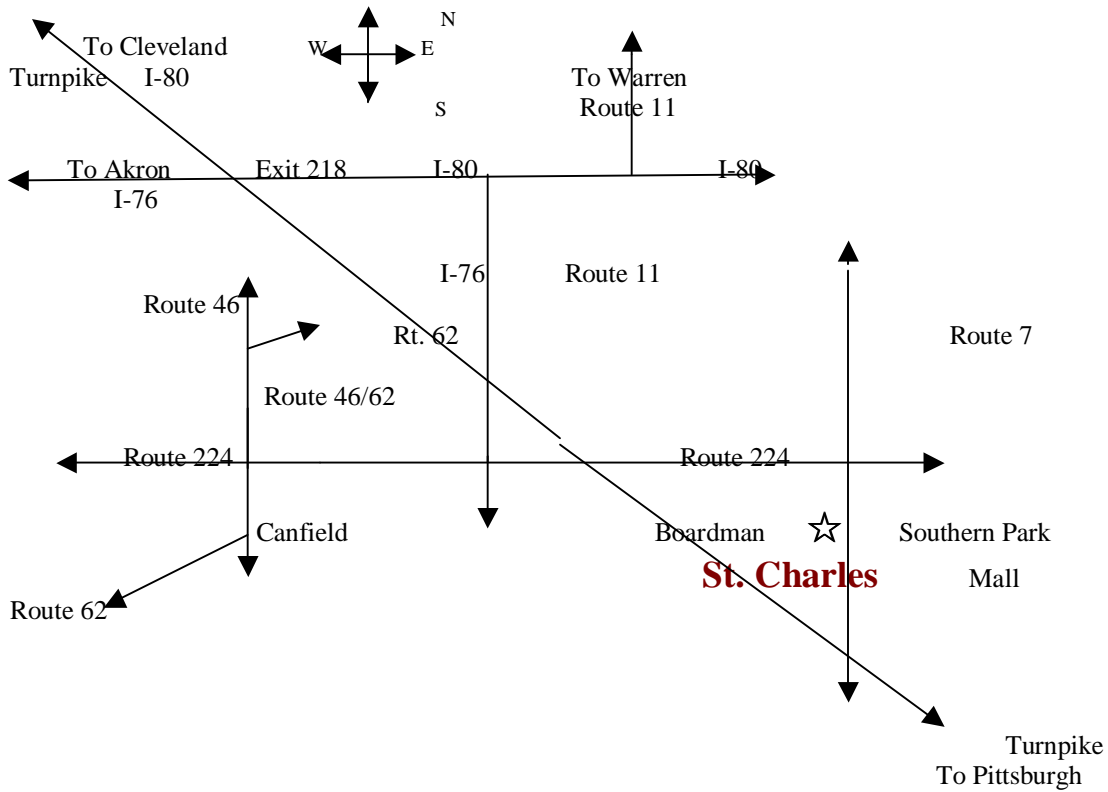 N
To Cleveland
W E
Turnpike I-80
To Warren
S
Route 11
To Akron Exit 218 I-80 I-80
I-76
I-76 Route 11
Route 46
Rt. 62 Route 7
Route 46/62
Route 224 Route 224
Canfield Boardman Southern Park
St. Charles Mall
Route 62
Turnpike
To Pittsburgh